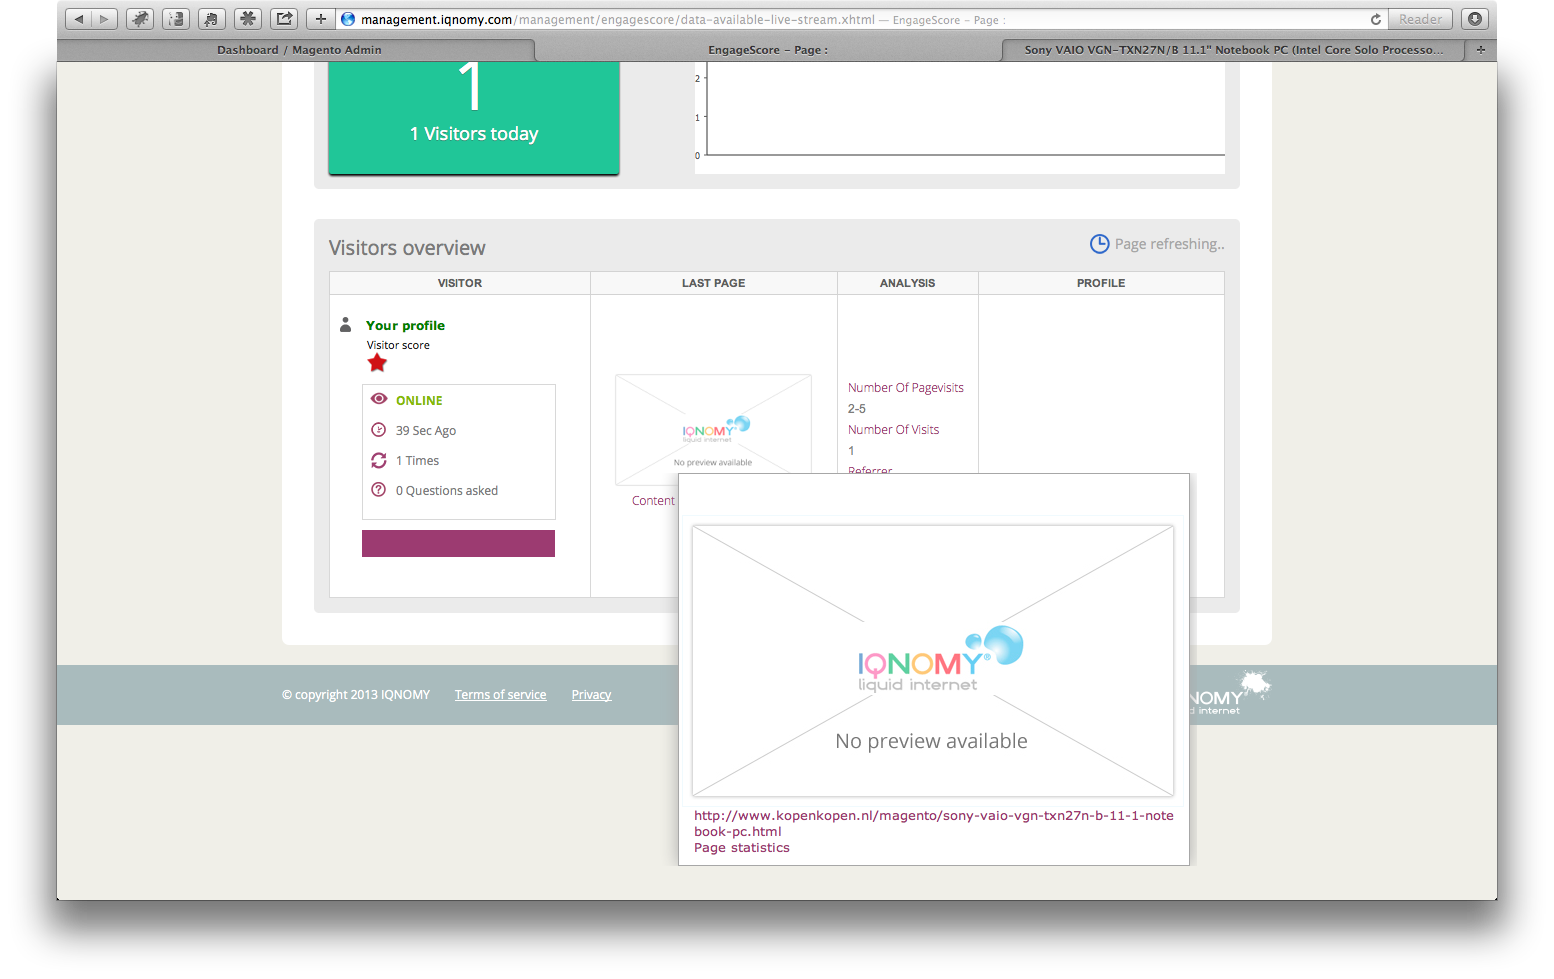 management.iqnomy.com/management/engagescore/data-available-live-stream.xhtml — EngageScore - Page :
Reader
Dashboard / Magento Admin
EngageScore - Page :
Sony VAIO VGN-TXN27N/B 11.1" Notebook PC (Intel Core Solo Processo...
1
1 Visitors today
2
1
0
Visitors overview
Page refreshing..
VISITOR
LAST PAGE
ANALYSIS
PROFILE
Your profile
Visitor score
ONLINE
39 Sec Ago
1 Times
0 Questions asked
IQNOMY®
liquid internet
No preview available
Content
Number Of Pagevisits
2-5
Number Of Visits
1
Referrer
IQNOMY®
liquid internet
No preview available
http://www.kopenkopen.nl/magento/sony-vaio-vgn-txn27n-b-11-1-note
book-pc.html
Page statistics
© copyright 2013 IQNOMY
Terms of service
Privacy
NOMY
d internet